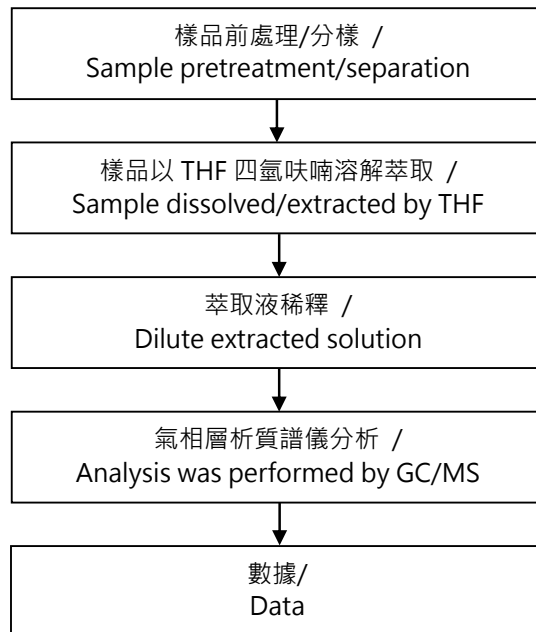 樣品前處理/分樣 /
Sample pretreatment/separation
樣品以 THF 四氫呋喃溶解萃取 /
Sample dissolved/extracted by THF
萃取液稀釋 /
Dilute extracted solution
氣相層析質譜儀分析 /
Analysis was performed by GC/MS
數據/
Data